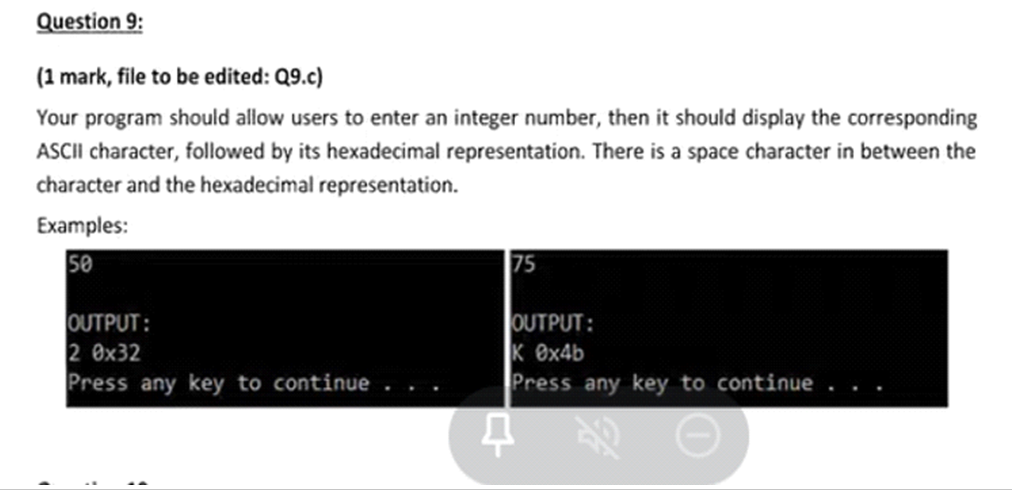 Question 9:
(1 mark, file to be edited: Q9.c)
Your program should allow users to enter an integer number, then it should display the corresponding
ASCII character, followed by its hexadecimal representation. There is a space character in between the
character and the hexadecimal representation.
Examples:
50
OUTPUT:
2 0x32
Press any key to continue . . .
75
OUTPUT:
K 0x4b
Press any key to continue . . .